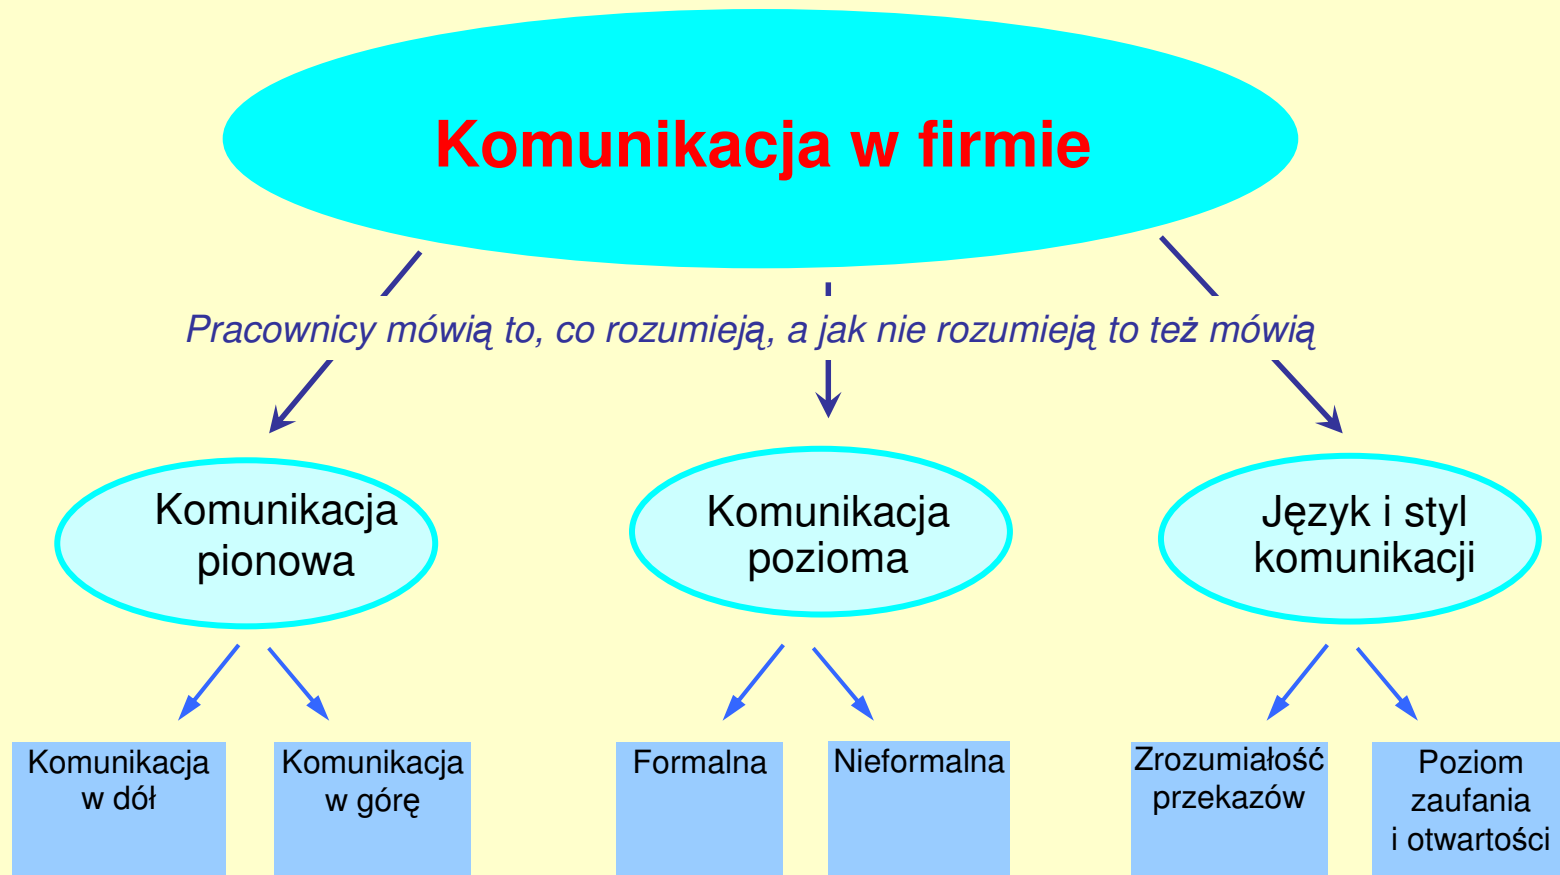 Komunikacja w firmie
Pracownicy mówią to, co rozumieją, a jak nie rozumieją to też mówią
Komunikacja
pionowa
Komunikacja
pozioma
Język i styl
komunikacji
Komunikacja
w dół
Komunikacja
w górę
Formalna
Nieformalna
Zrozumiałość
przekazów
Poziom
zaufania
i otwartości